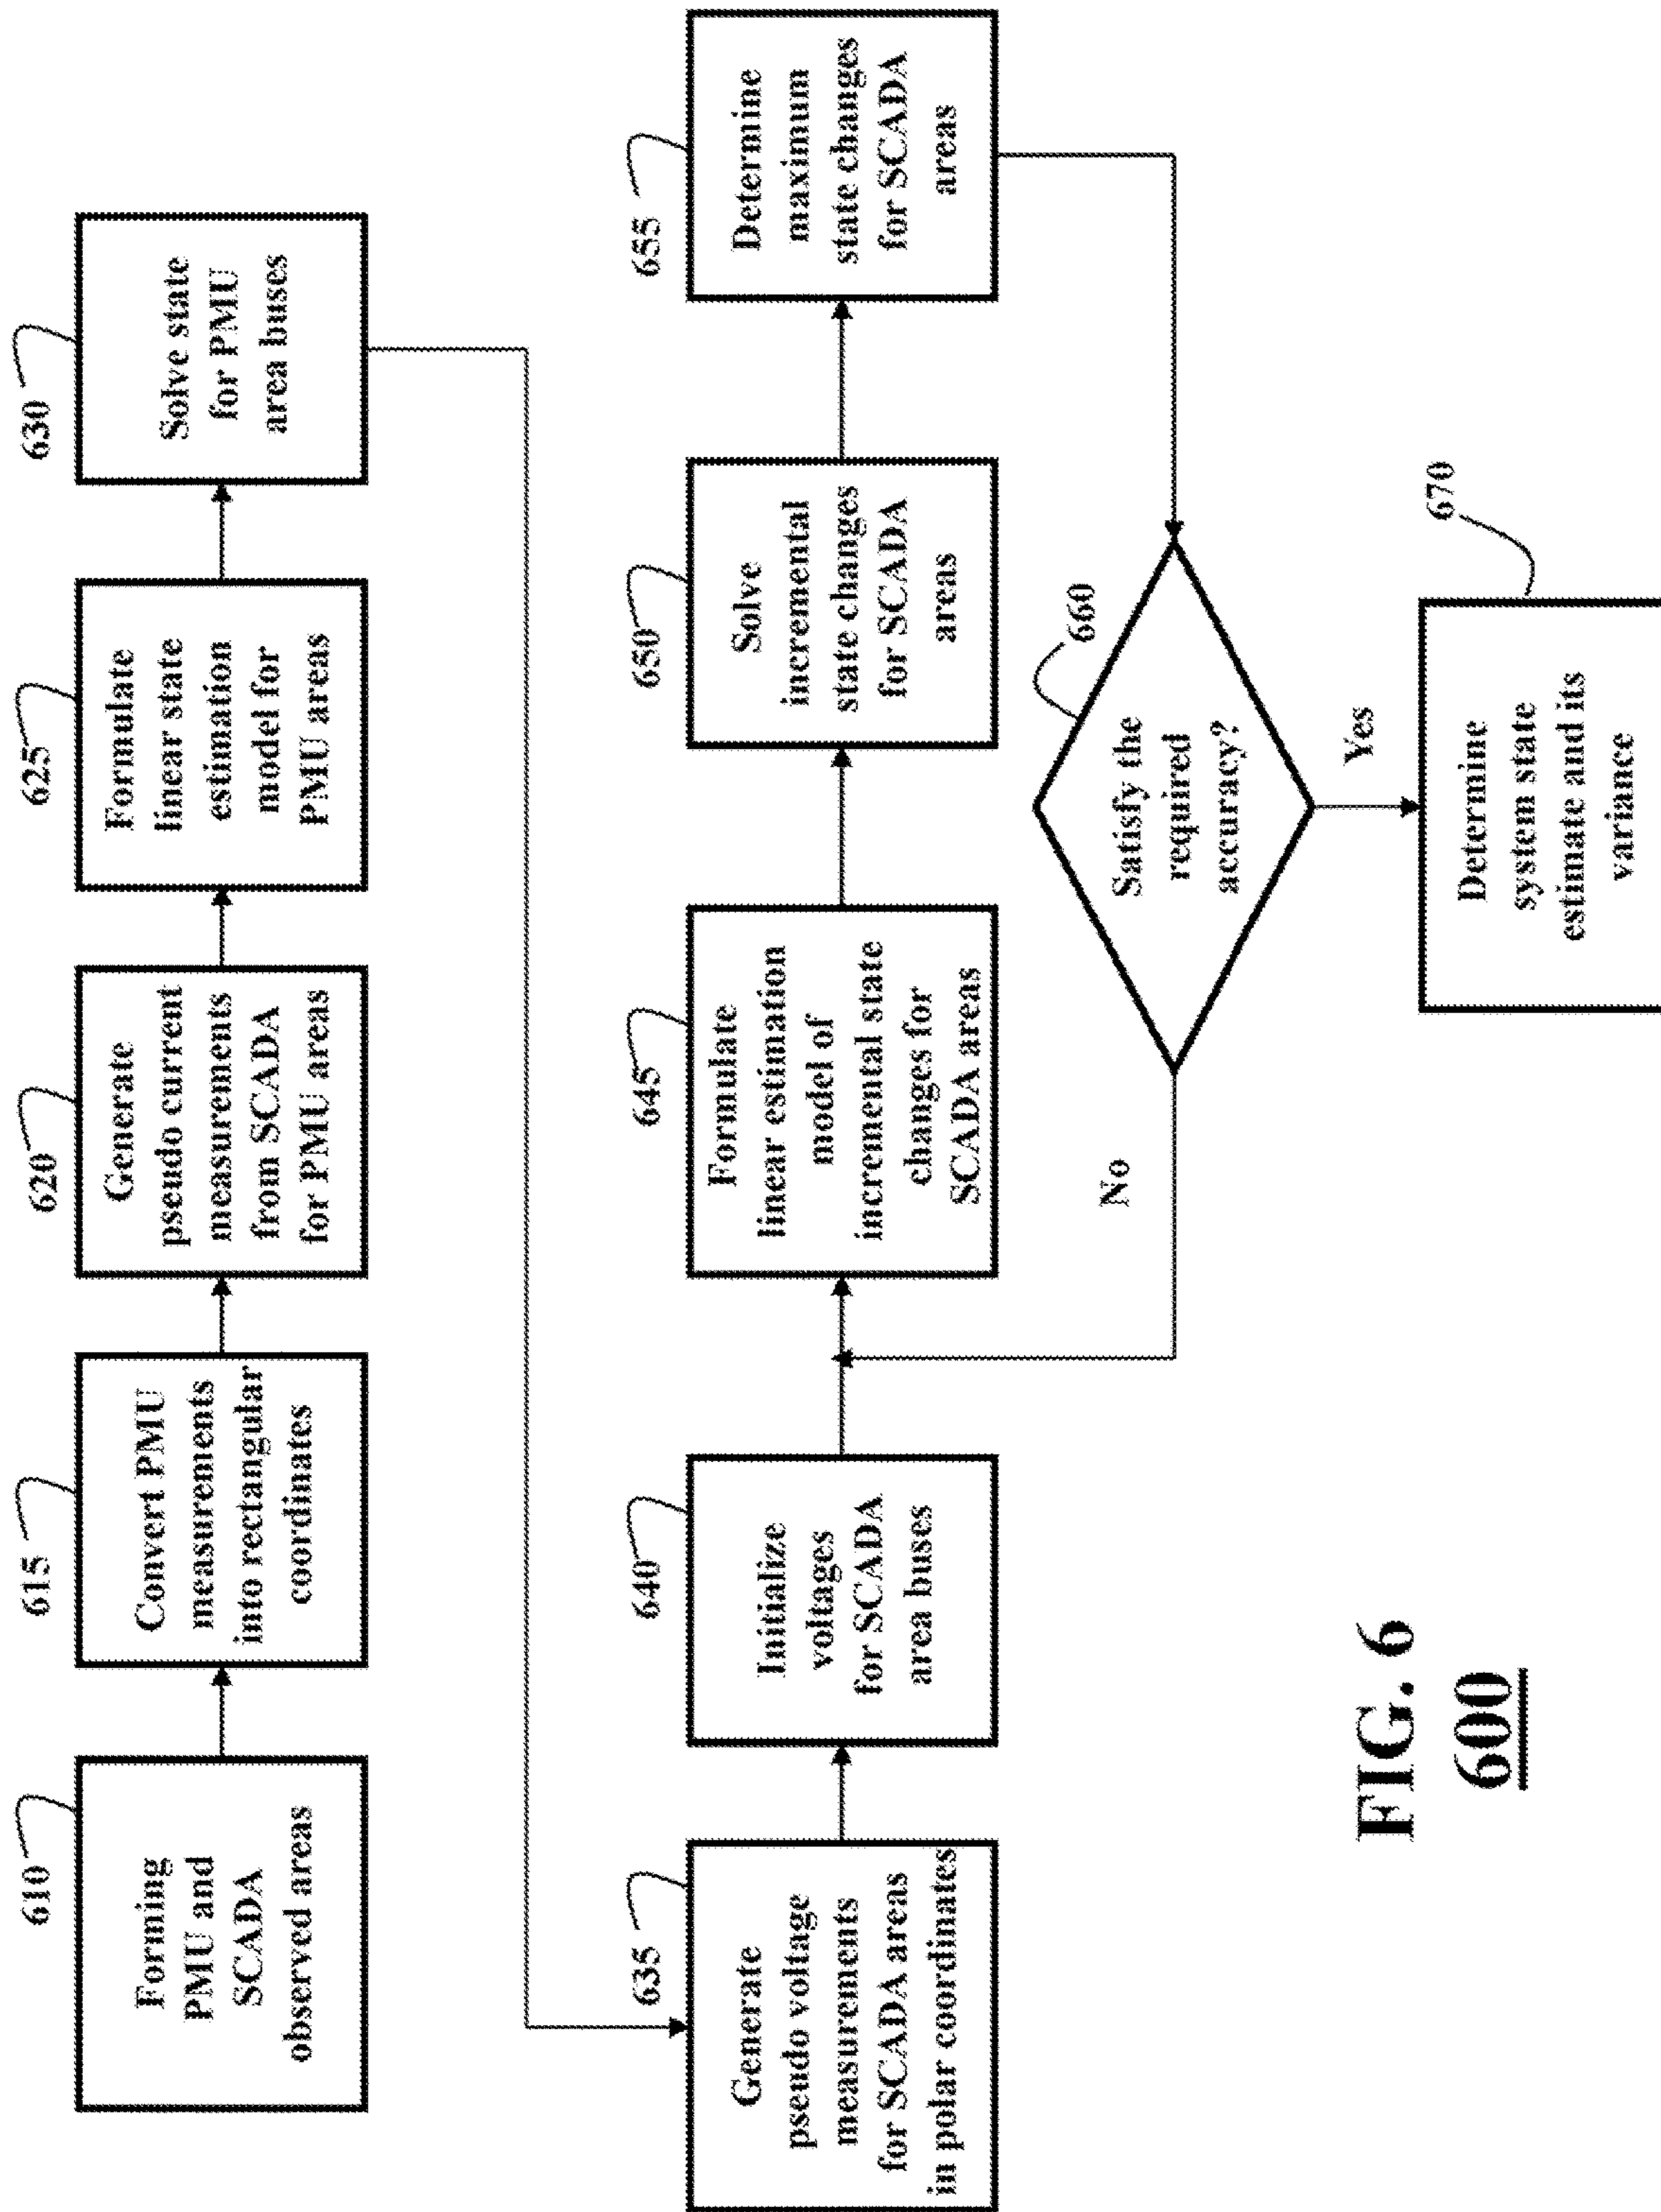 610
Forming
PMU and
SCADA
observed areas
615
Convert PMU
measurements
into rectangular
coordinates
620
Generate
pseudo current
measurements
from SCADA
for PMU areas
625
Formulate
linear state
estimation
model for
PMU areas
630
Solve state
for PMU
area buses
635
Generate
pseudo voltage
measurements
for SCADA areas
in polar coordinates
640
Initialize
voltages
for SCADA
area buses
645
Formulate
linear estimation
model of
incremental state
changes for
SCADA areas
650
Solve
incremental
state changes
for SCADA
areas
655
Determine
maximum
state changes
for SCADA
areas
660
Satisfy the
required
accuracy?
No
Yes
670
Determine
system state
estimate and its
variance
FIG. 6
600